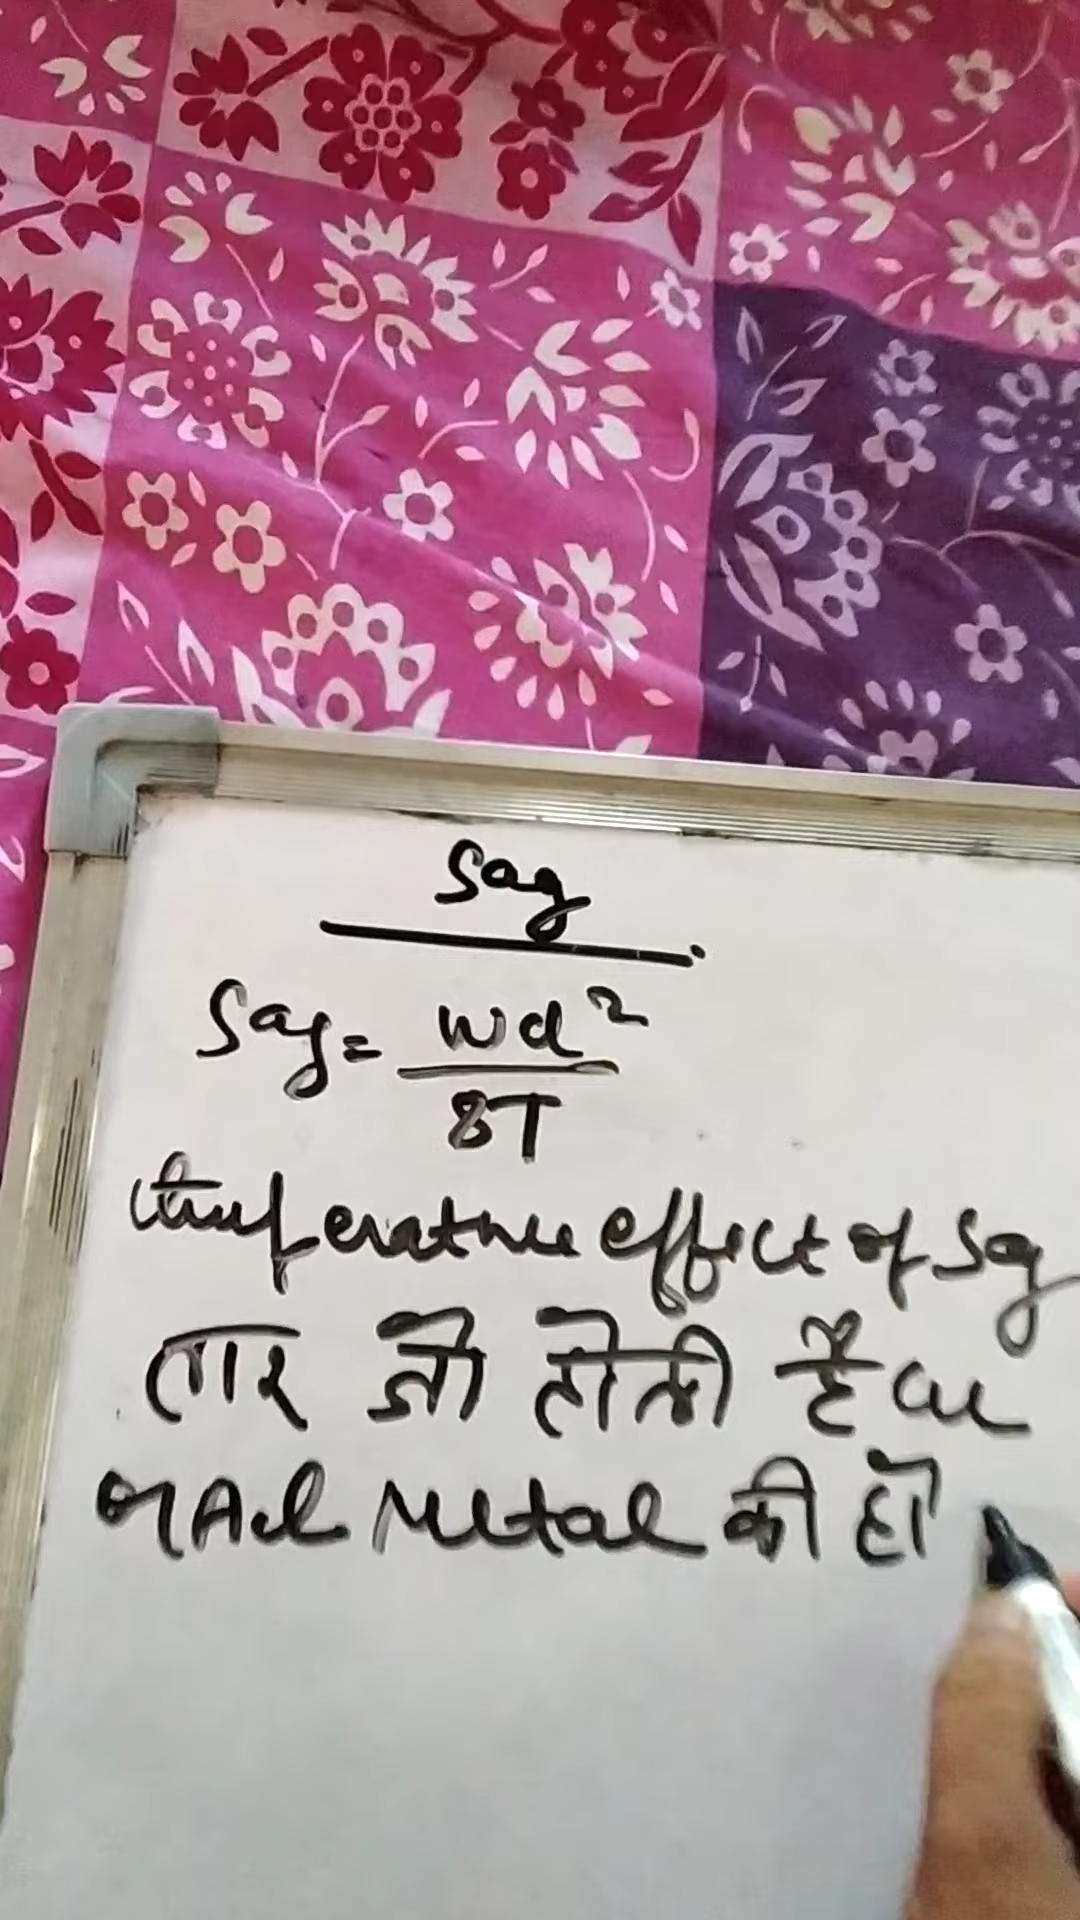 Sag
Sag = wd²
8T
temperature effect of Sag
तार जो होती है cu
or Al Metal की हो